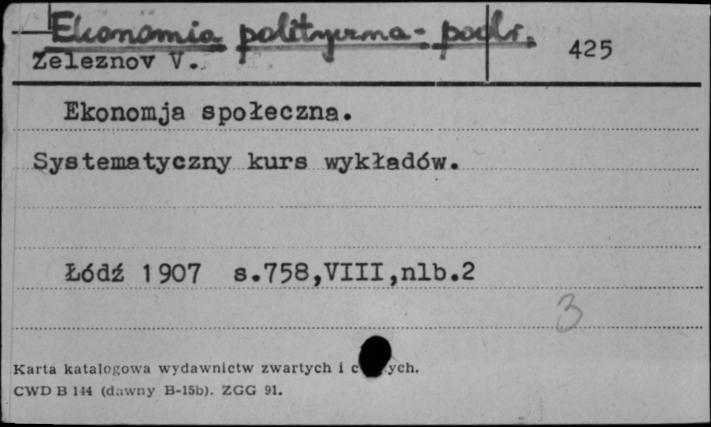 Ekonomia polityczna - podr.
Żeleznov V.
425
Ekonomja społeczna.
Systematyczny kurs wykładów.
Łódź 1907 s.758,VIII,nlb.2
3
Karta katalogowa wydawnictw zwartych i c ych.
CWD B 144 (dawny B-15b). ZGG 91.